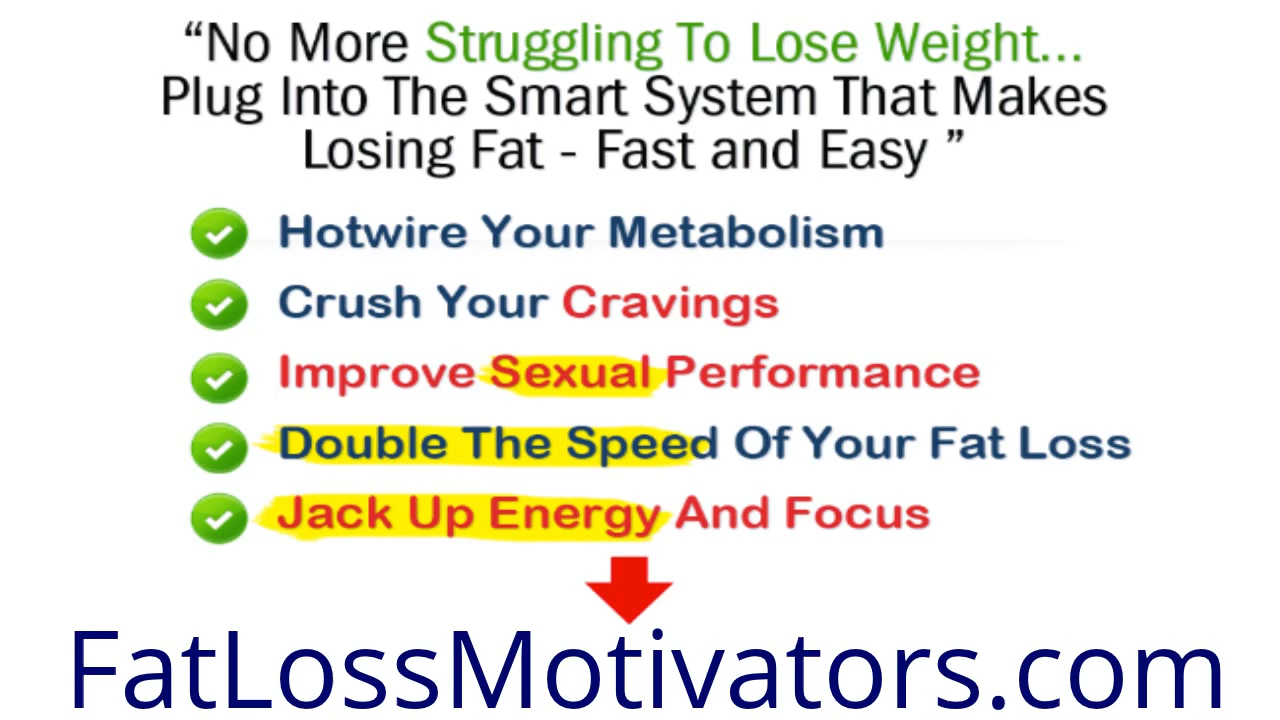 “No More Struggling To Lose Weight...
Plug Into The Smart System That Makes
Losing Fat - Fast and Easy ”
Hotwire Your Metabolism
Crush Your Cravings
Improve Sexual Performance
Double The Speed Of Your Fat Loss
Jack Up Energy And Focus
FatLossMotivators.com